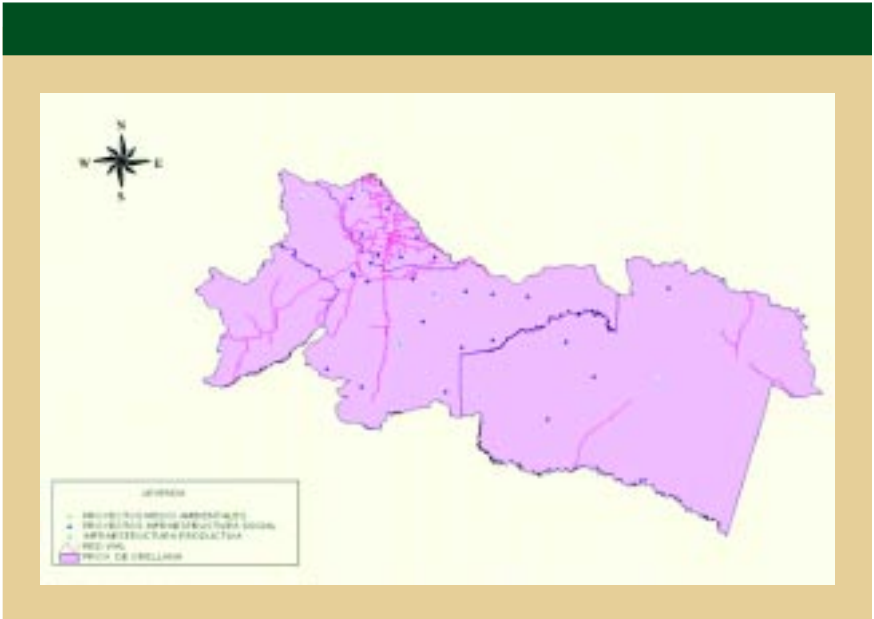 N
W E
S
LEYENDA
PROYECTOS MEDIO AMBIENTALES
PROYECTOS INFRAESTRUCTURA SOCIAL
INFRAESTRUCTURA PRODUCTIVA
RED VIAL
PROV. DE ORELLANA